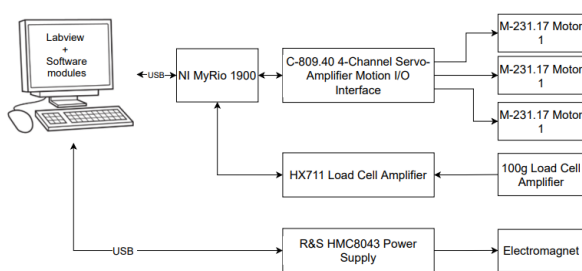 Labview
+
Software
modules
USB
NI MyRio 1900
C-809.40 4-Channel Servo-
Amplifier Motion I/O
Interface
M-231.17 Motor
1
M-231.17 Motor
1
M-231.17 Motor
1
HX711 Load Cell Amplifier
100g Load Cell
Amplifier
USB
R&S HMC8043 Power
Supply
Electromagnet